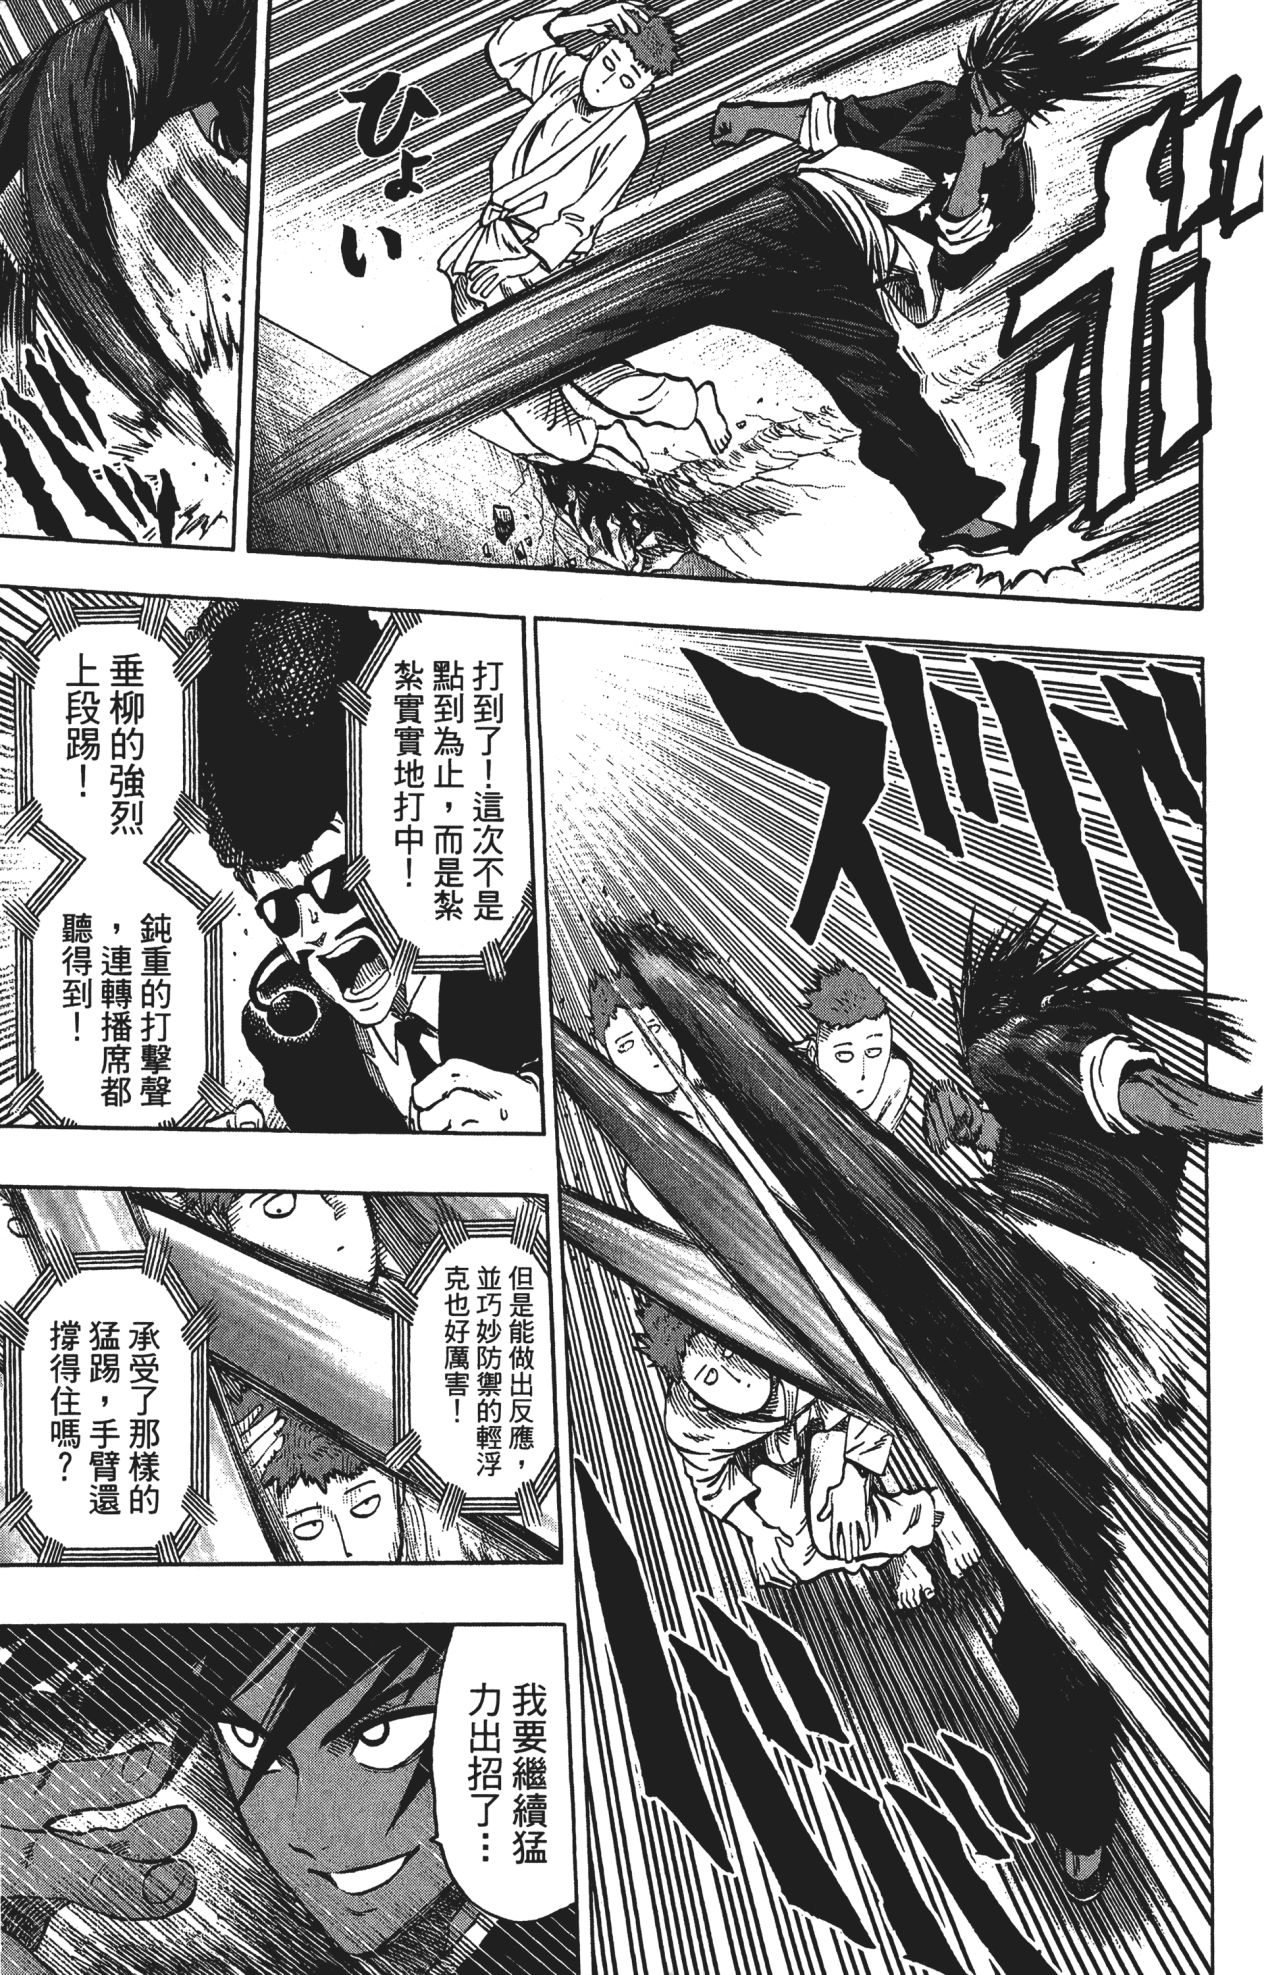 ボッ
ひょい
打到了！這次不是
點到為止，而是紮
紮實實地打中！
垂柳的強烈
上段踢！
鈍重的打擊聲
，連轉播席都
聽得到！
但是能做出反應，
並巧妙防禦的輕浮
克也好厲害！
承受了那樣的
猛踢，手臂還
撐得住嗎？
我要繼續猛
力出招了…